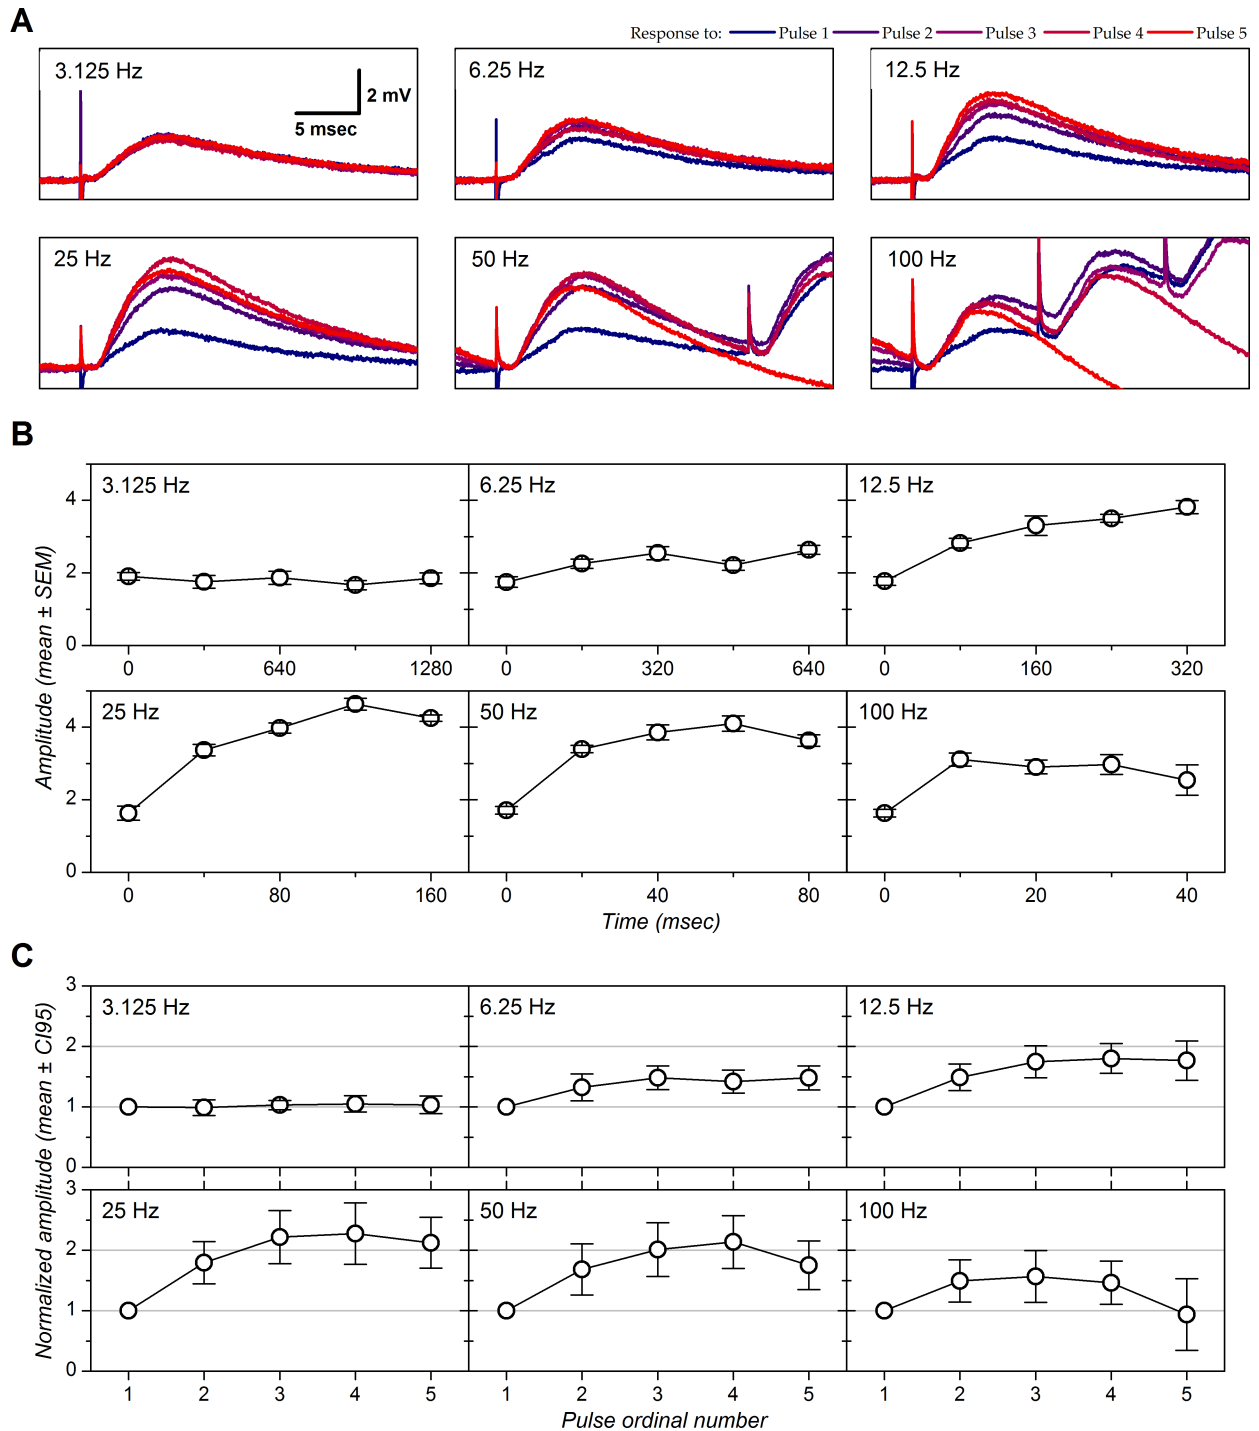 A
Response to: Pulse 1 Pulse 2 Pulse 3 Pulse 4 Pulse 5
3.125 Hz 6.25 Hz 12.5 Hz
2 mV
5 msec
25 Hz 50 Hz 100 Hz
B
Amplitude (mean ± SEM)
3.125 Hz 6.25 Hz 12.5 Hz
4
2
0
0 640 1280 0 320 640 0 160 320
25 Hz 50 Hz 100 Hz
4
2
0
0 80 160 0 40 80 0 20 40
Time (msec)
C
Normalized amplitude (mean ± CI95)
3
3.125 Hz 6.25 Hz 12.5 Hz
2
1
0
3
25 Hz 50 Hz 100 Hz
2
1
0
1 2 3 4 5 1 2 3 4 5 1 2 3 4 5
Pulse ordinal number